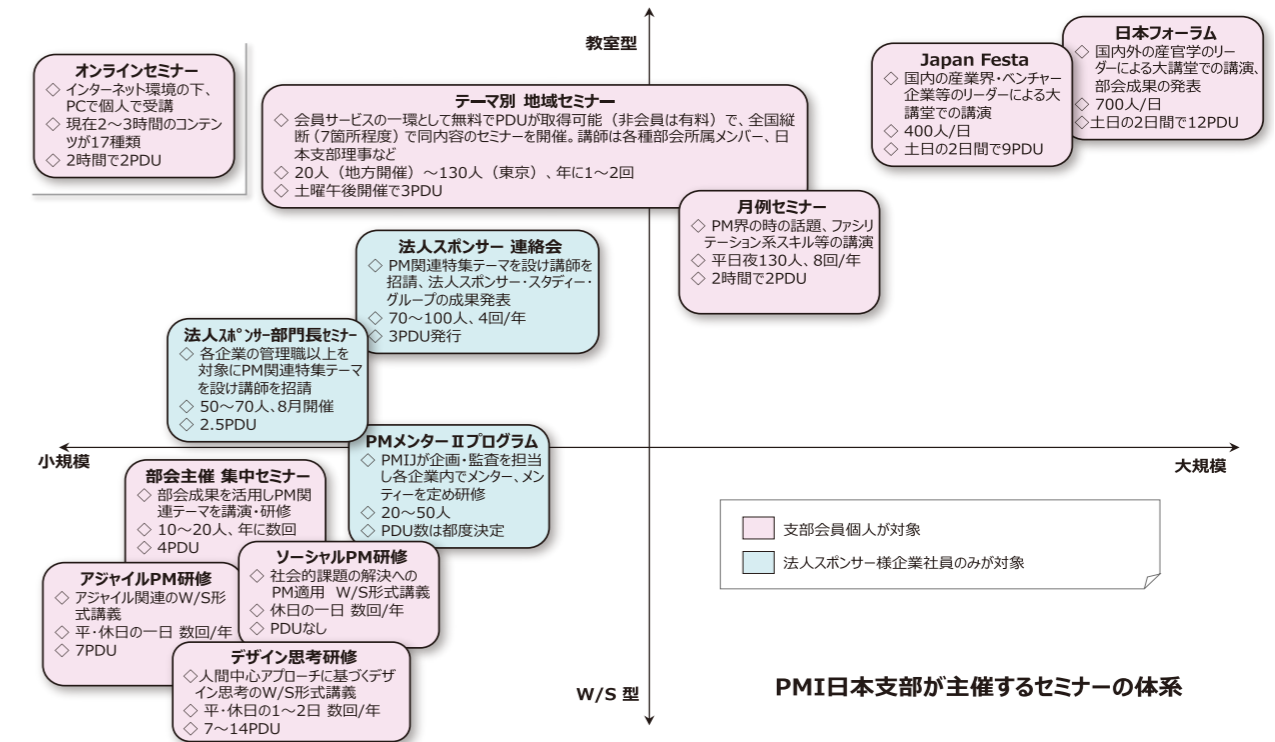 教室型
オンラインセミナー
◇ インターネット環境の下、
PCで個人で受講
◇ 現在2～3時間のコンテン
ツが17種類
◇ 2時間で2PDU
テーマ別 地域セミナー
◇ 会員サービスの一環として無料でPDUが取得可能（非会員は有料）で、全国縦
断（7箇所程度）で同内容のセミナーを開催。講師は各種部会所属メンバー、日
本支部理事など
◇ 20人（地方開催）～130人（東京）、年に1～2回
◇ 土曜午後開催で3PDU
Japan Festa
◇ 国内の産業界・ベンチャー
企業等のリーダーによる大
講堂での講演
◇ 400人/日
◇ 土日の2日間で9PDU
日本フォーラム
◇ 国内外の産官学のリー
ダーによる大講堂での講演、
部会成果の発表
◇ 700人/日
◇土日の2日間で12PDU
月例セミナー
◇ PM界の時の話題、ファシリ
テーション系スキル等の講演
◇ 平日夜130人、8回/年
◇ 2時間で2PDU
法人スポンサー 連絡会
◇ PM関連特集テーマを設け講師を
招請、法人スポンサー・スタディー・
グループの成果発表
◇ 70～100人、4回/年
◇ 3PDU発行
法人ｽﾎﾟﾝｻｰ部門長ｾﾐﾅｰ
◇ 各企業の管理職以上を
対象にPM関連特集テーマ
を設け講師を招請
◇ 50～70人、8月開催
◇ 2.5PDU
小規模
大規模
PMメンターⅡプログラム
◇ PMIJが企画・監査を担当
し各企業内でメンター、メン
ティーを定め研修
◇ 20～50人
◇ PDU数は都度決定
部会主催 集中セミナー
◇ 部会成果を活用しPM関
連テーマを講演・研修
◇ 10～20人、年に数回
◇ 4PDU
ソーシャルPM研修
◇ 社会的課題の解決への
PM適用 W/S形式講義
◇ 休日の一日 数回/年
◇ PDUなし
アジャイルPM研修
◇ アジャイル関連のW/S形
式講義
◇ 平・休日の一日 数回/年
◇ 7PDU
デザイン思考研修
◇人間中心アプローチに基づくデザ
イン思考のW/S形式講義
◇ 平・休日の1～2日 数回/年
◇ 7～14PDU
支部会員個人が対象
法人スポンサー様企業社員のみが対象
W/S 型
PMI日本支部が主催するセミナーの体系